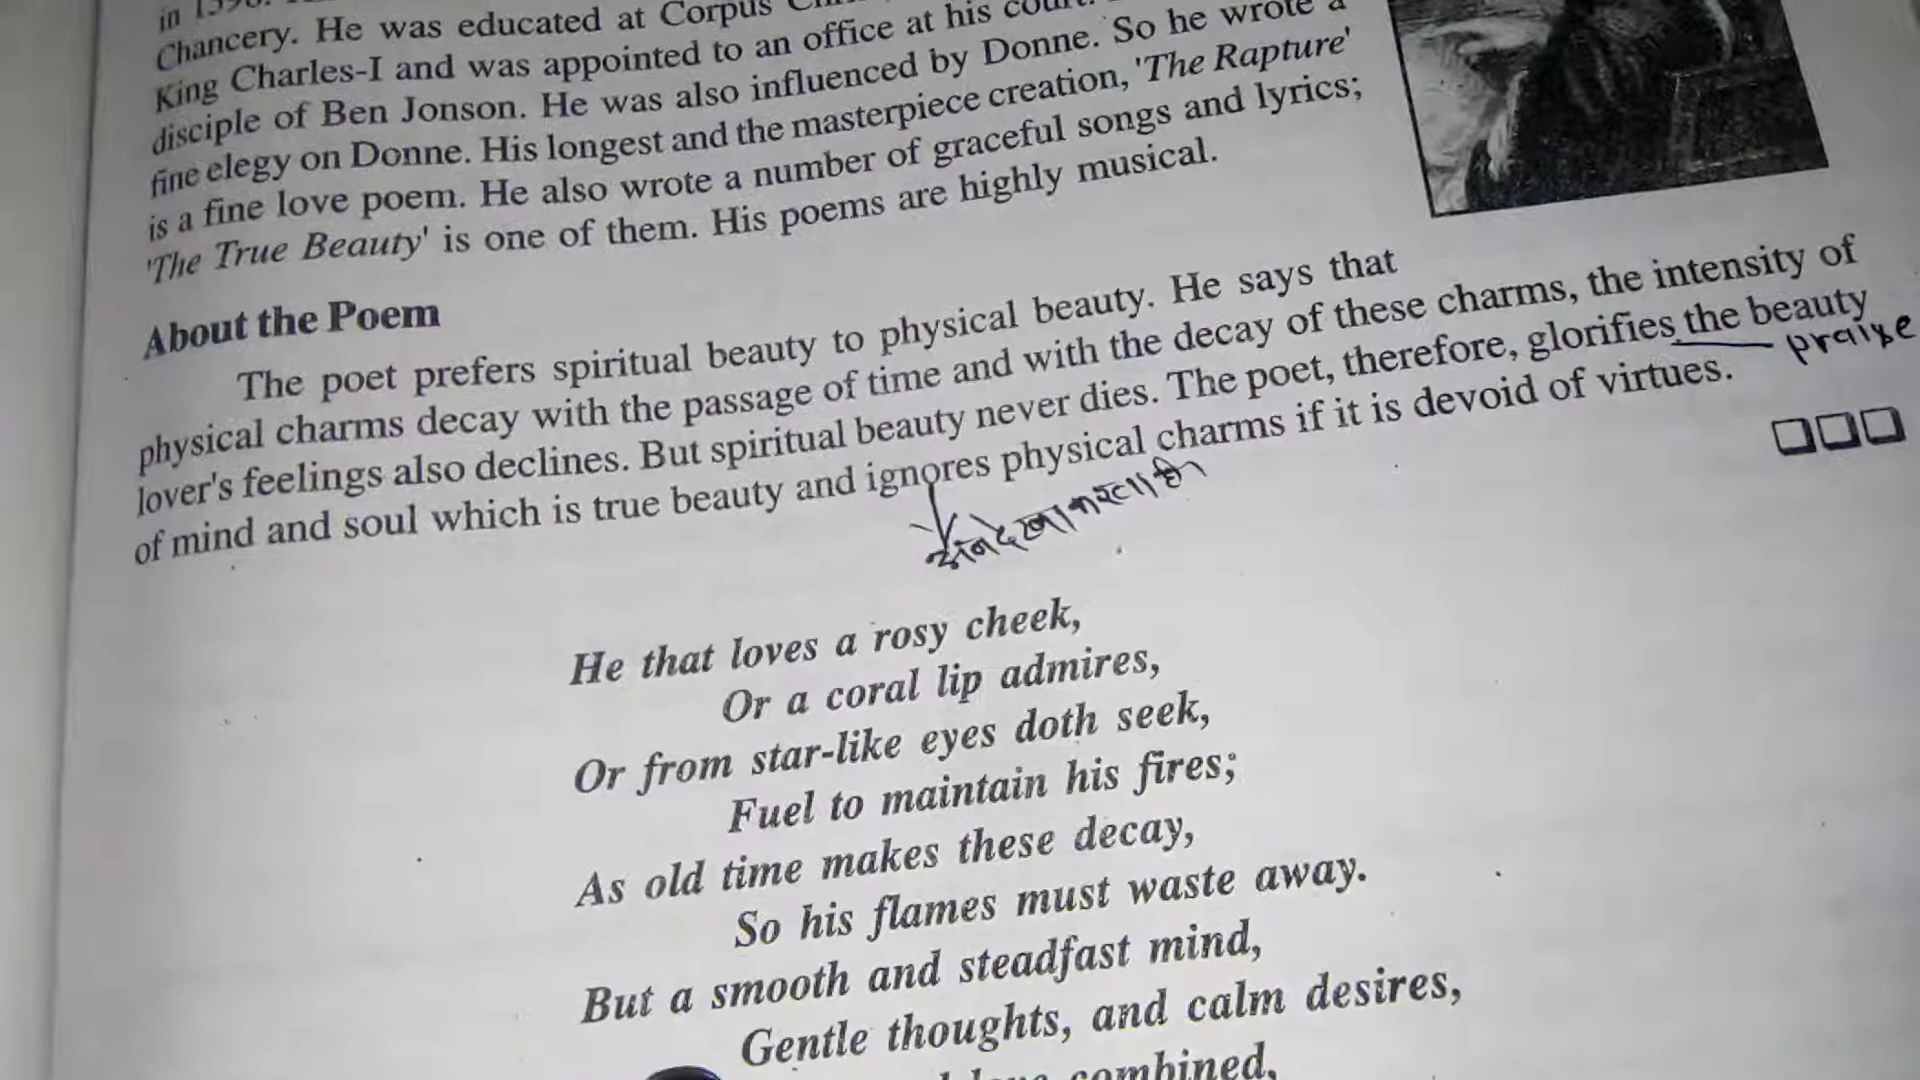 in
Chancery. He was educated at Corpus
King Charles-I and was appointed to an office at his court.
disciple of Ben Jonson. He was also influenced by Donne. So he wrote a
fine elegy on Donne. His longest and the masterpiece creation, 'The Rapture'
is a fine love poem. He also wrote a number of graceful songs and lyrics;
'The True Beauty' is one of them. His poems are highly musical.
About the Poem
The poet prefers spiritual beauty to physical beauty. He says that
physical charms decay with the passage of time and with the decay of these charms, the intensity of
lover's feelings also declines. But spiritual beauty never dies. The poet, therefore, glorifies the beauty
praise
of mind and soul which is true beauty and ignores physical charms if it is devoid of virtues.
He that loves a rosy cheek,
Or a coral lip admires,
Or from star-like eyes doth seek,
Fuel to maintain his fires;
As old time makes these decay,
So his flames must waste away.
But a smooth and steadfast mind,
Gentle thoughts, and calm desires,
combined,